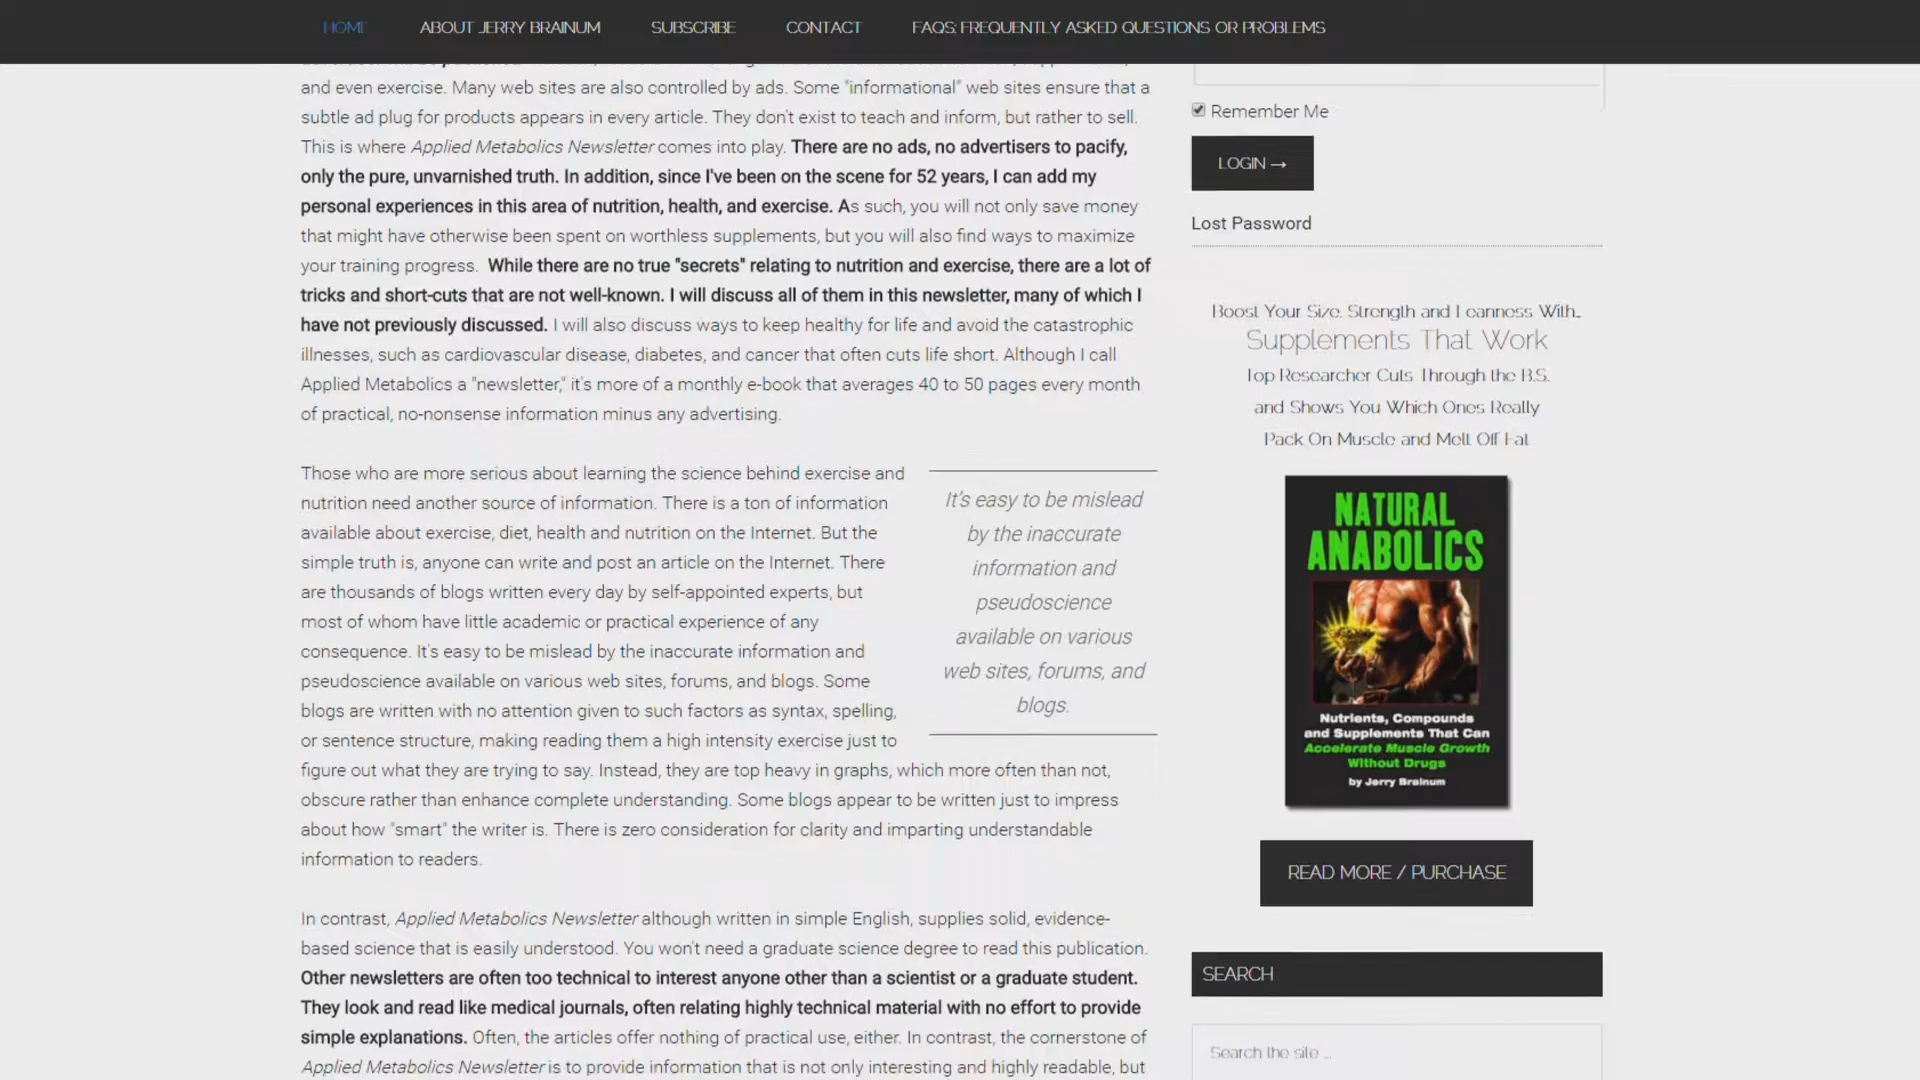 HOME ABOUT JERRY BRAINUM SUBSCRIBE CONTACT FAQS: FREQUENTLY ASKED QUESTIONS OR PROBLEMS
and even exercise. Many web sites are also controlled by ads. Some "informational" web sites ensure that a
subtle ad plug for products appears in every article. They don't exist to teach and inform, but rather to sell.
This is where Applied Metabolics Newsletter comes into play. There are no ads, no advertisers to pacify,
only the pure, unvarnished truth. In addition, since I've been on the scene for 52 years, I can add my
personal experiences in this area of nutrition, health, and exercise. As such, you will not only save money
that might have otherwise been spent on worthless supplements, but you will also find ways to maximize
your training progress. While there are no true "secrets" relating to nutrition and exercise, there are a lot of
tricks and short-cuts that are not well-known. I will discuss all of them in this newsletter, many of which I
have not previously discussed. I will also discuss ways to keep healthy for life and avoid the catastrophic
illnesses, such as cardiovascular disease, diabetes, and cancer that often cuts life short. Although I call
Applied Metabolics a "newsletter," it's more of a monthly e-book that averages 40 to 50 pages every month
of practical, no-nonsense information minus any advertising.
Those who are more serious about learning the science behind exercise and
nutrition need another source of information. There is a ton of information
available about exercise, diet, health and nutrition on the Internet. But the
simple truth is, anyone can write and post an article on the Internet. There
are thousands of blogs written every day by self-appointed experts, but
most of whom have little academic or practical experience of any
consequence. It's easy to be mislead by the inaccurate information and
pseudoscience available on various web sites, forums, and blogs. Some
blogs are written with no attention given to such factors as syntax, spelling,
or sentence structure, making reading them a high intensity exercise just to
figure out what they are trying to say. Instead, they are top heavy in graphs, which more often than not,
obscure rather than enhance complete understanding. Some blogs appear to be written just to impress
about how "smart" the writer is. There is zero consideration for clarity and imparting understandable
information to readers.
It's easy to be mislead
by the inaccurate
information and
pseudoscience
available on various
web sites, forums, and
blogs.
In contrast, Applied Metabolics Newsletter although written in simple English, supplies solid, evidence-
based science that is easily understood. You won't need a graduate science degree to read this publication.
Other newsletters are often too technical to interest anyone other than a scientist or a graduate student.
They look and read like medical journals, often relating highly technical material with no effort to provide
simple explanations. Often, the articles offer nothing of practical use, either. In contrast, the cornerstone of
Applied Metabolics Newsletter is to provide information that is not only interesting and highly readable, but
Remember Me
LOGIN →
Lost Password
Boost Your Size, Strength and Leanness With...
Supplements That Work
Top Researcher Cuts Through the B.S.
and Shows You Which Ones Really
Pack On Muscle and Melt Off Fat
NATURAL
ANABOLICS
Nutrients, Compounds
and Supplements That Can
Accelerate Muscle Growth
Without Drugs
by Jerry Brainum
READ MORE / PURCHASE
SEARCH
Search the site ...